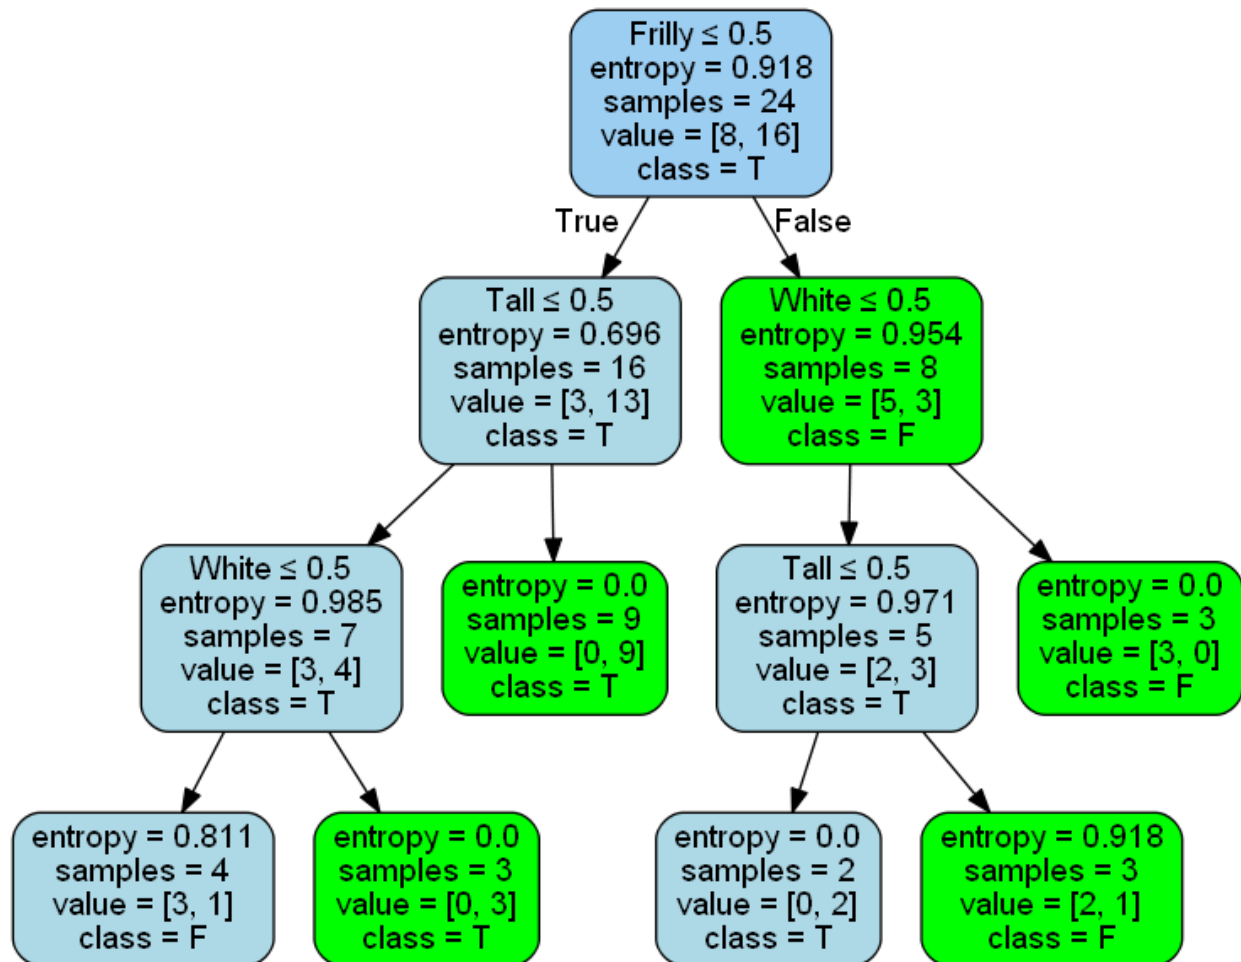 Frilly ≤ 0.5
entropy = 0.918
samples = 24
value = [8, 16]
class = T
True
False
Tall ≤ 0.5
entropy = 0.696
samples = 16
value = [3, 13]
class = T
White ≤ 0.5
entropy = 0.954
samples = 8
value = [5, 3]
class = F
White ≤ 0.5
entropy = 0.985
samples = 7
value = [3, 4]
class = T
entropy = 0.0
samples = 9
value = [0, 9]
class = T
Tall ≤ 0.5
entropy = 0.971
samples = 5
value = [2, 3]
class = T
entropy = 0.0
samples = 3
value = [3, 0]
class = F
entropy = 0.811
samples = 4
value = [3, 1]
class = F
entropy = 0.0
samples = 3
value = [0, 3]
class = T
entropy = 0.0
samples = 2
value = [0, 2]
class = T
entropy = 0.918
samples = 3
value = [2, 1]
class = F